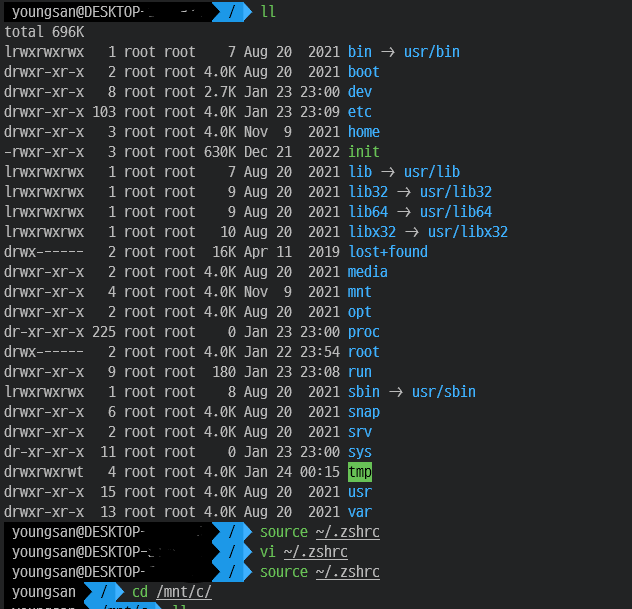 youngsan@DESKTOP- / ll
total 696K
lrwxrwxrwx 1 root root 7 Aug 20 2021 bin -> usr/bin
drwxr-xr-x 2 root root 4.0K Aug 20 2021 boot
drwxr-xr-x 8 root root 2.7K Jan 23 23:00 dev
drwxr-xr-x 103 root root 4.0K Jan 23 23:09 etc
drwxr-xr-x 3 root root 4.0K Nov 9 2021 home
-rwxr-xr-x 3 root root 630K Dec 21 2022 init
lrwxrwxrwx 1 root root 7 Aug 20 2021 lib -> usr/lib
lrwxrwxrwx 1 root root 9 Aug 20 2021 lib32 -> usr/lib32
lrwxrwxrwx 1 root root 9 Aug 20 2021 lib64 -> usr/lib64
lrwxrwxrwx 1 root root 10 Aug 20 2021 libx32 -> usr/libx32
drwx------ 2 root root 16K Apr 11 2019 lost+found
drwxr-xr-x 2 root root 4.0K Aug 20 2021 media
drwxr-xr-x 4 root root 4.0K Nov 9 2021 mnt
drwxr-xr-x 2 root root 4.0K Aug 20 2021 opt
dr-xr-xr-x 225 root root 0 Jan 23 23:00 proc
drwx------ 2 root root 4.0K Jan 22 23:54 root
drwxr-xr-x 9 root root 180 Jan 23 23:08 run
lrwxrwxrwx 1 root root 8 Aug 20 2021 sbin -> usr/sbin
drwxr-xr-x 6 root root 4.0K Aug 20 2021 snap
drwxr-xr-x 2 root root 4.0K Aug 20 2021 srv
dr-xr-xr-x 11 root root 0 Jan 23 23:00 sys
drwxrwxrwt 4 root root 4.0K Jan 24 00:15 tmp
drwxr-xr-x 15 root root 4.0K Aug 20 2021 usr
drwxr-xr-x 13 root root 4.0K Aug 20 2021 var
youngsan@DESKTOP- / source ~/.zshrc
youngsan@DESKTOP- / vi ~/.zshrc
youngsan@DESKTOP- / source ~/.zshrc
youngsan / cd /mnt/c/